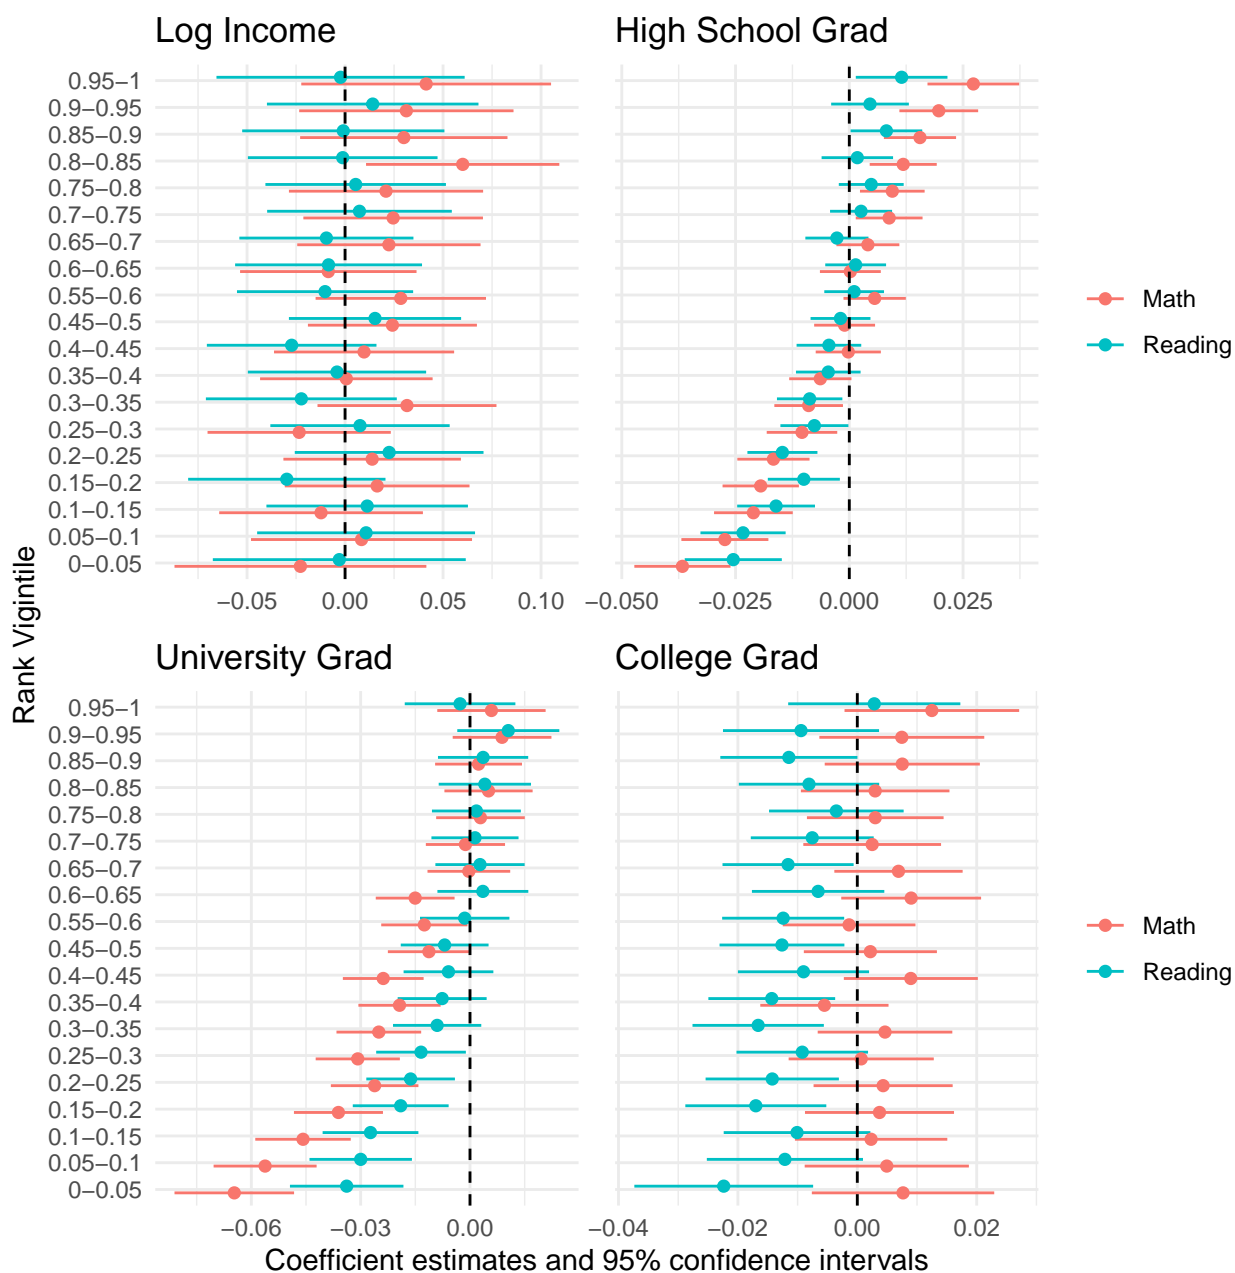 Log Income
High School Grad
0.95−1
0.9−0.95
0.85−0.9
0.8−0.85
0.75−0.8
0.7−0.75
0.65−0.7
0.6−0.65
0.55−0.6
0.45−0.5
0.4−0.45
0.35−0.4
0.3−0.35
0.25−0.3
0.2−0.25
0.15−0.2
0.1−0.15
0.05−0.1
0−0.05
−0.05 0.00 0.05 0.10
−0.050 −0.025 0.000 0.025
Math
Reading
Rank Vigintile
University Grad
College Grad
0.95−1
0.9−0.95
0.85−0.9
0.8−0.85
0.75−0.8
0.7−0.75
0.65−0.7
0.6−0.65
0.55−0.6
0.45−0.5
0.4−0.45
0.35−0.4
0.3−0.35
0.25−0.3
0.2−0.25
0.15−0.2
0.1−0.15
0.05−0.1
0−0.05
−0.06 −0.03 0.00
−0.04 −0.02 0.00 0.02
Math
Reading
Coefficient estimates and 95% confidence intervals